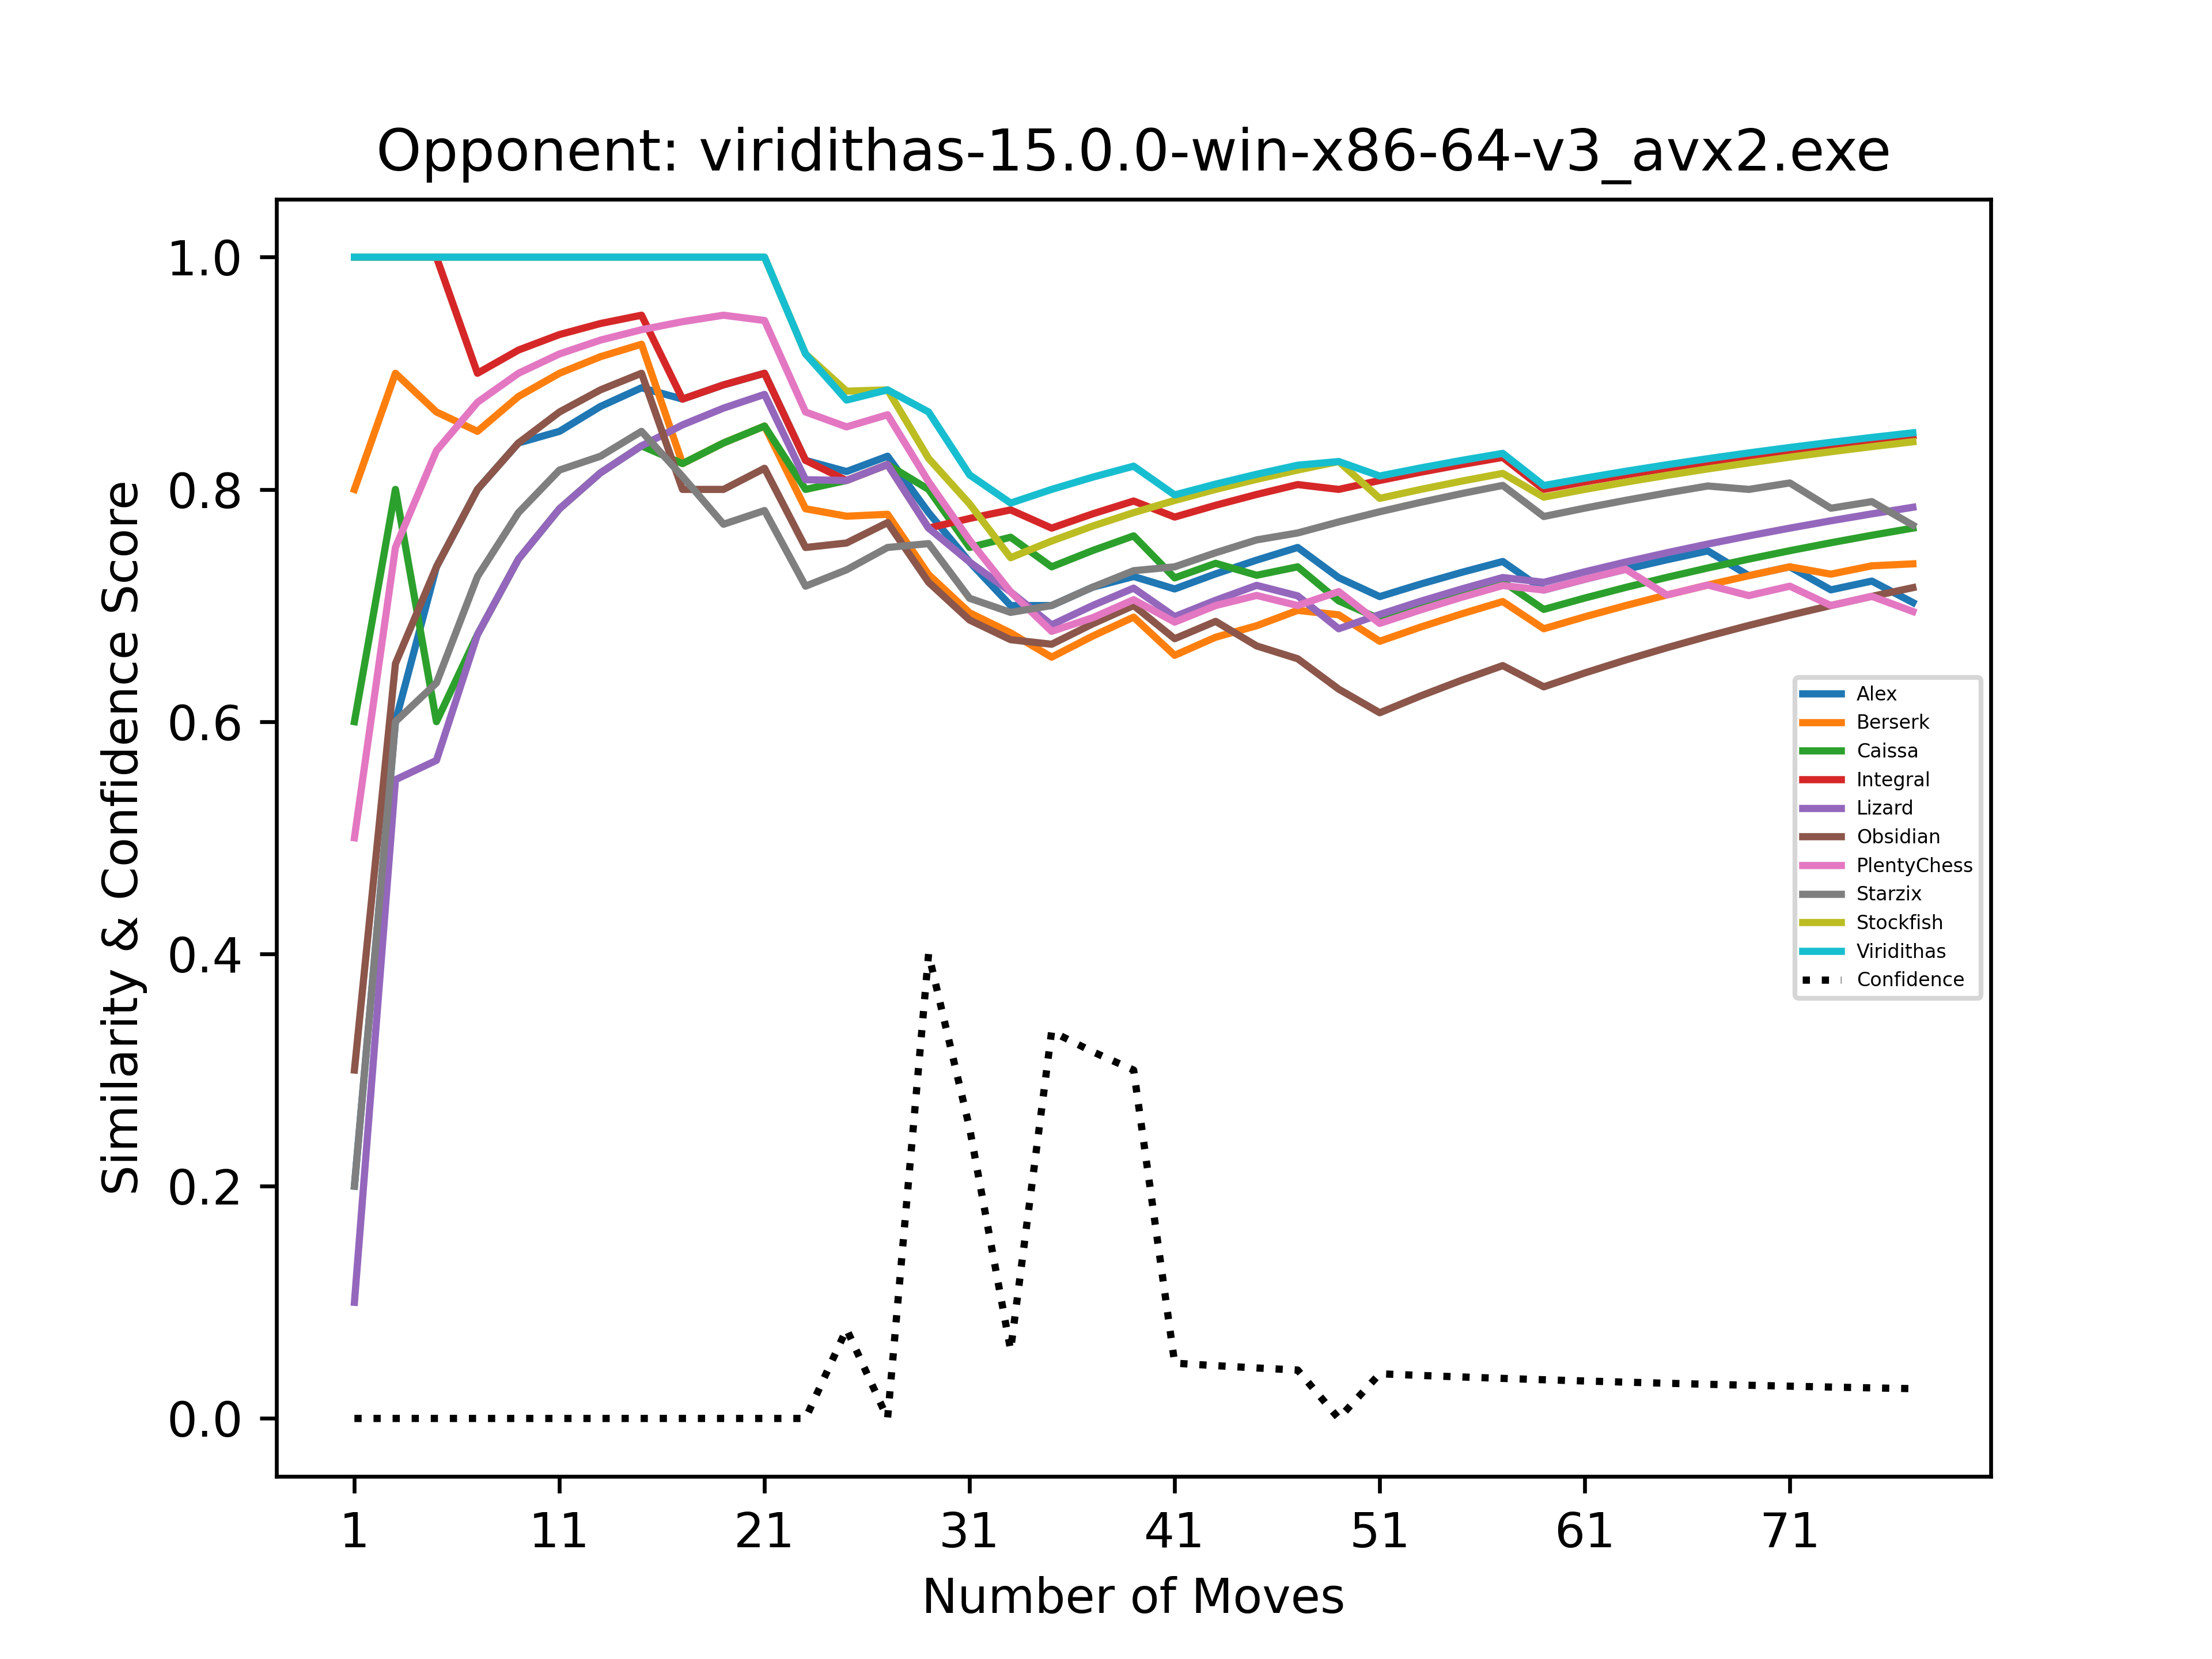 Opponent: viridithas-15.0.0-win-x86-64-v3_avx2.exe
Similarity & Confidence Score
1.0
0.8
0.6
0.4
0.2
0.0
Alex
Berserk
Caissa
Integral
Lizard
Obsidian
PlentyChess
Starzix
Stockfish
Viridithas
Confidence
1 11 21 31 41 51 61 71
Number of Moves